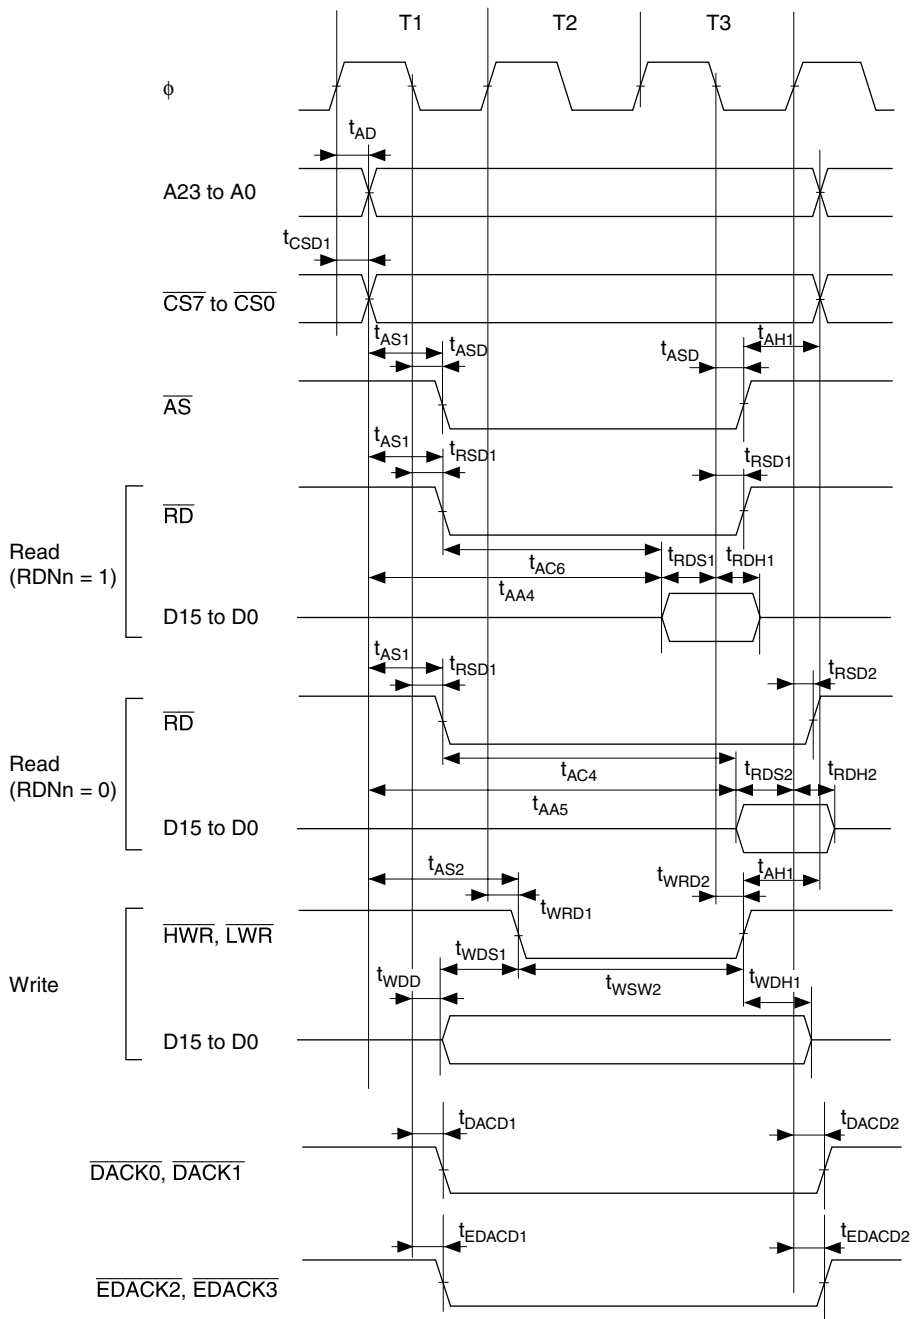 T1 T2 T3
ϕ
tAD
A23 to A0
tCSD1
CS7 to CS0
tAS1 tASD tASD tAH1
AS
tAS1 tRSD1 tRSD1
RD
Read
(RDNn = 1)
tAC6 tRDS1 tRDH1
tAA4
D15 to D0
tAS1 tRSD1 tRSD2
RD
Read
(RDNn = 0)
tAC4 tRDS2 tRDH2
tAA5
D15 to D0
tAS2 tWRD1 tWRD2 tAH1
HWR, LWR
Write
tWDD tWDS1 tWSW2 tWDH1
D15 to D0
tDACD1 tDACD2
DACK0, DACK1
tEDACD1 tEDACD2
EDACK2, EDACK3